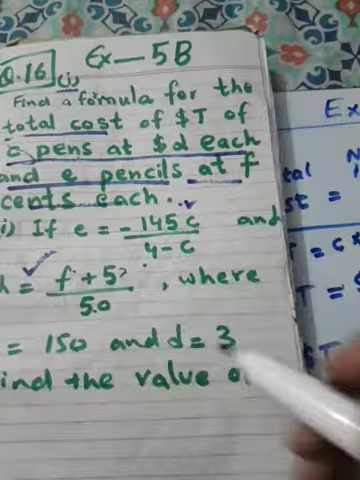 Ex — 5B
Q.16 (i)
Find a formula for the
total cost of $T of
c pens at $d each
and e pencils at f
cents each.
If e = -145c / 4-c and
= f + 5 / 50, where
= 150 and d = 3
ind the value o
Ex
tal
st =
= c
T =